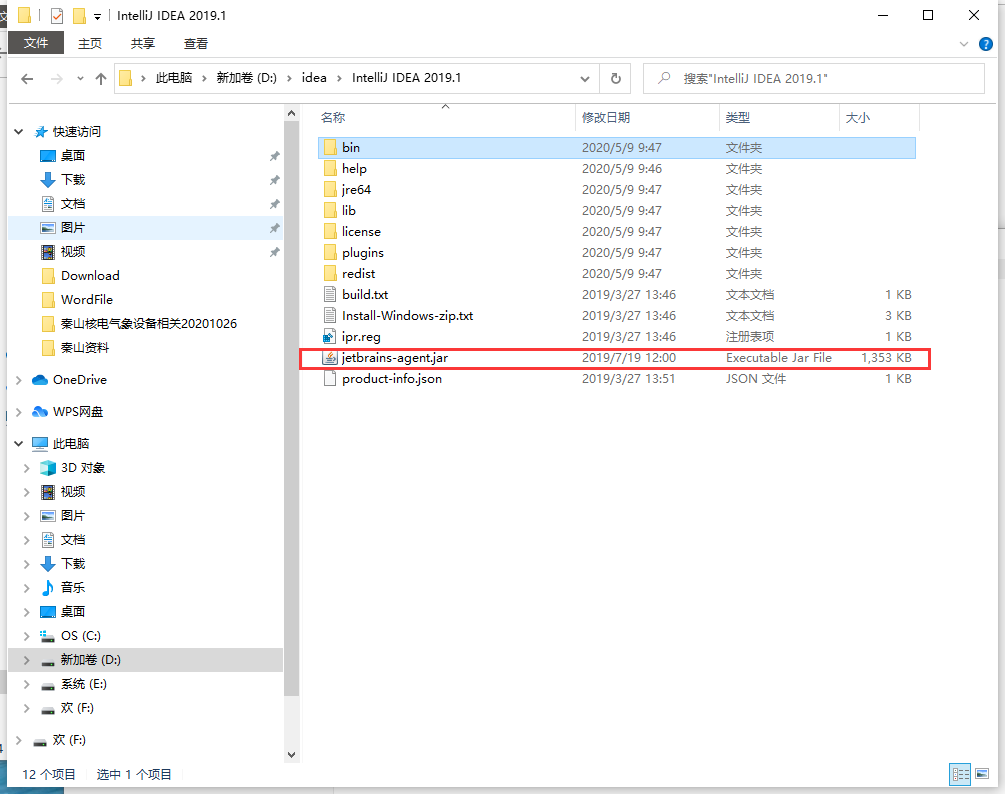 IntelliJ IDEA 2019.1
文件 主页 共享 查看
此电脑 新加卷 (D:) idea IntelliJ IDEA 2019.1 搜索"IntelliJ IDEA 2019.1"
快速访问
桌面
下载
文档
图片
视频
Download
WordFile
秦山核电气象设备相关20201026
秦山资料
OneDrive
WPS网盘
此电脑
3D 对象
视频
图片
文档
下载
音乐
桌面
OS (C:)
新加卷 (D:)
系统 (E:)
欢 (F:)
欢 (F:)
名称 修改日期 类型 大小
bin 2020/5/9 9:47 文件夹
help 2020/5/9 9:46 文件夹
jre64 2020/5/9 9:47 文件夹
lib 2020/5/9 9:47 文件夹
license 2020/5/9 9:47 文件夹
plugins 2020/5/9 9:47 文件夹
redist 2020/5/9 9:47 文件夹
build.txt 2019/3/27 13:46 文本文档 1 KB
Install-Windows-zip.txt 2019/3/27 13:46 文本文档 3 KB
ipr.reg 2019/3/27 13:46 注册表项 1 KB
jetbrains-agent.jar 2019/7/19 12:00 Executable Jar File 1,353 KB
product-info.json 2019/3/27 13:51 JSON 文件 1 KB
12 个项目 选中 1 个项目